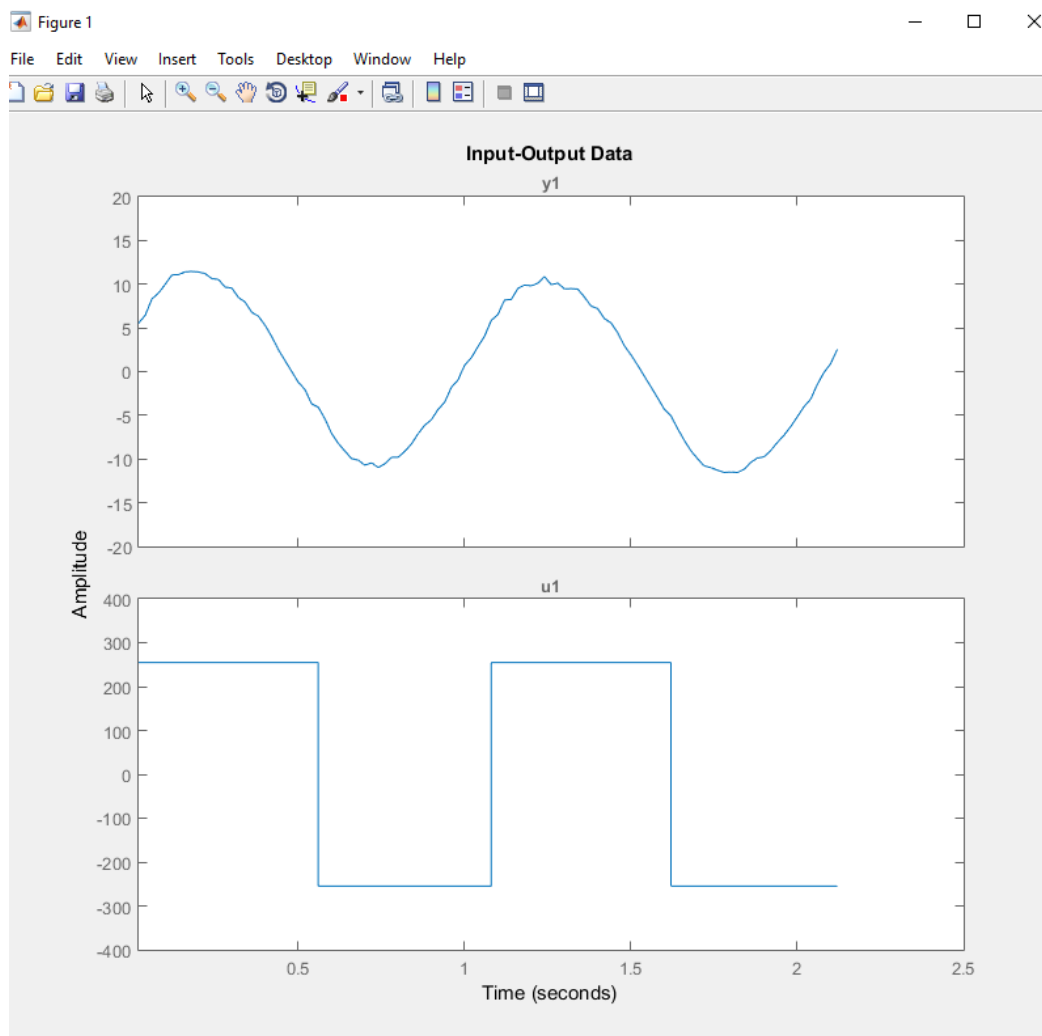 Figure 1
File Edit View Insert Tools Desktop Window Help
Input-Output Data
y1
20
15
10
5
0
-5
-10
-15
-20
Amplitude
u1
400
300
200
100
0
-100
-200
-300
-400
0.5 1 1.5 2 2.5
Time (seconds)